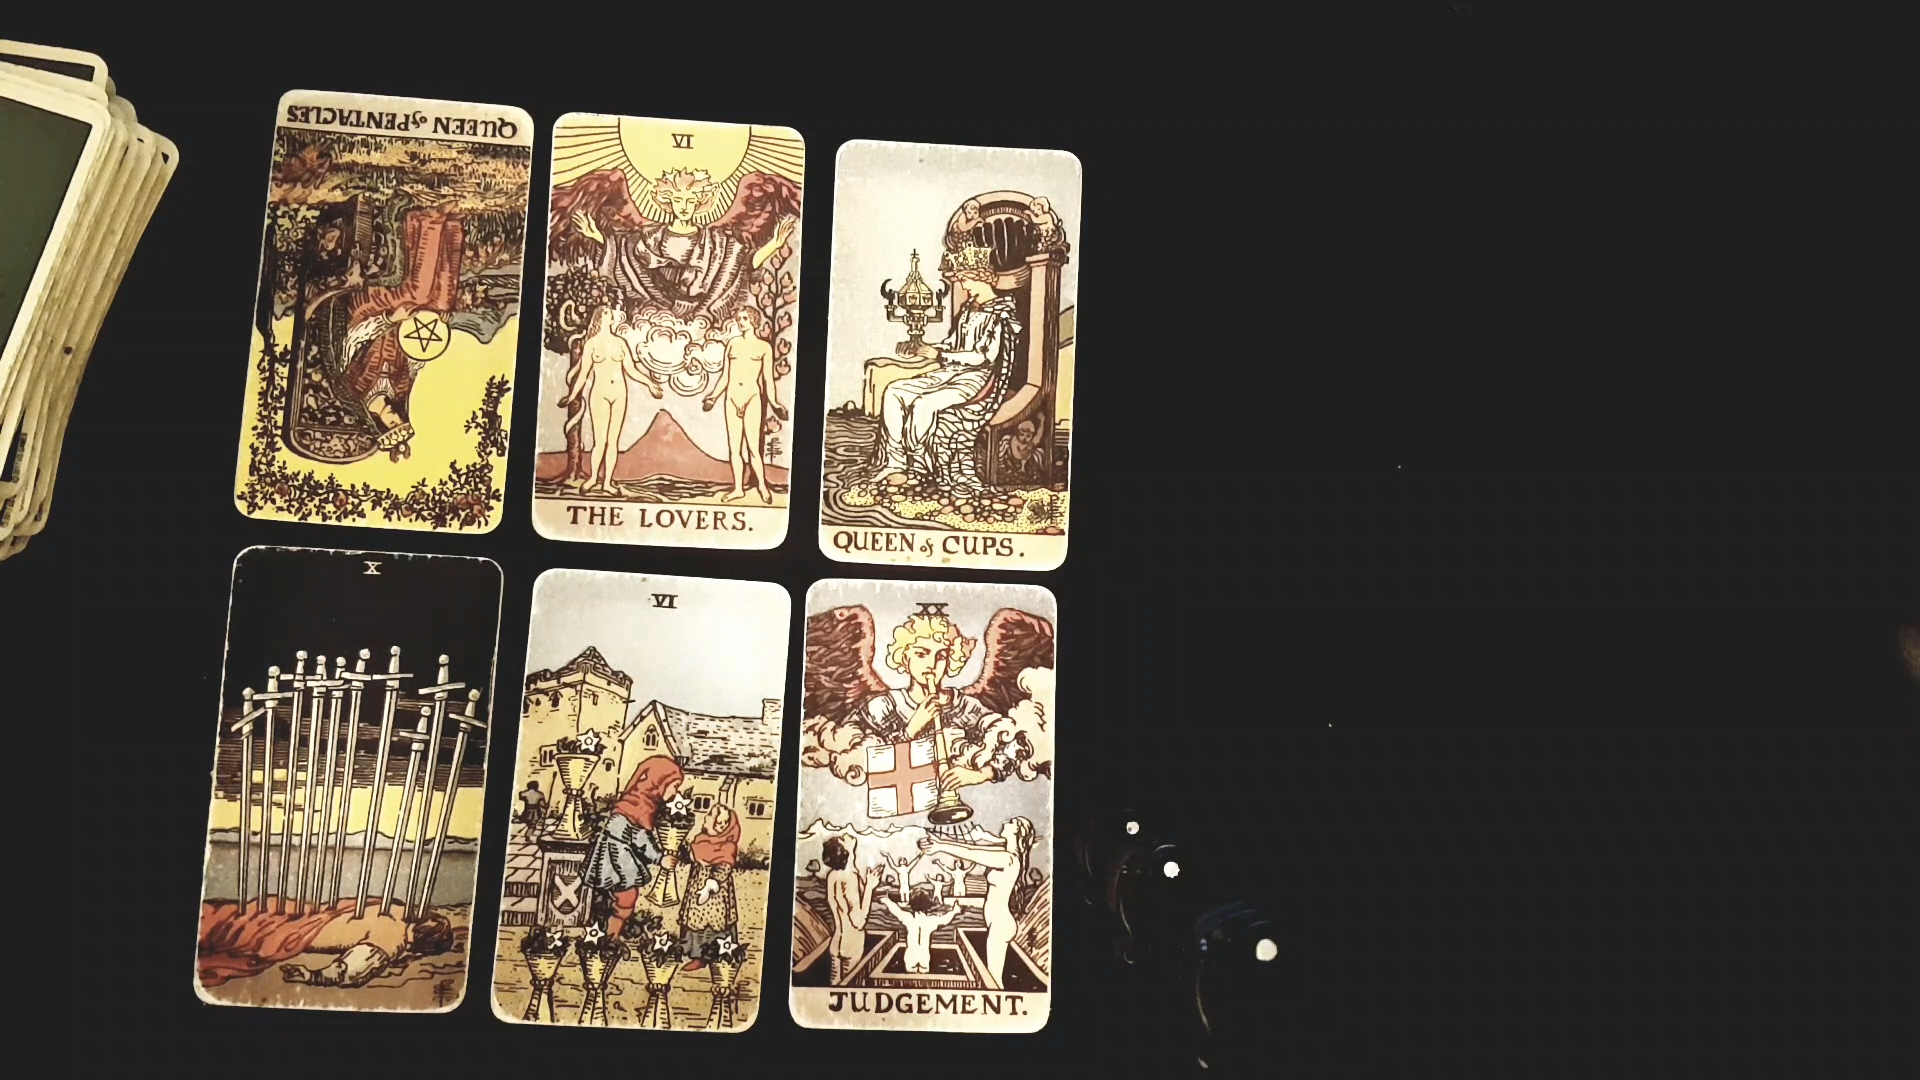 QUEEN of PENTACLES
VI
THE LOVERS.
QUEEN of CUPS.
X
VI
XX
JUDGEMENT.